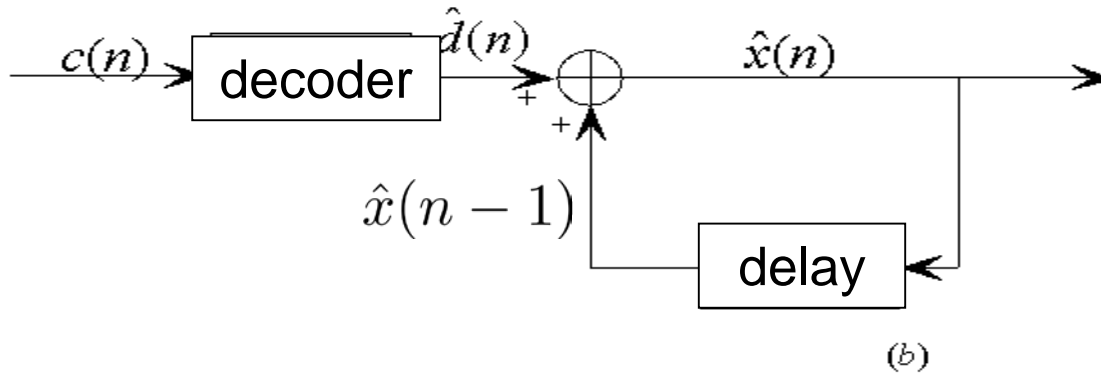 c(n)
decoder
d̂(n)
+
+
x̂(n)
x̂(n − 1)
delay
(b)